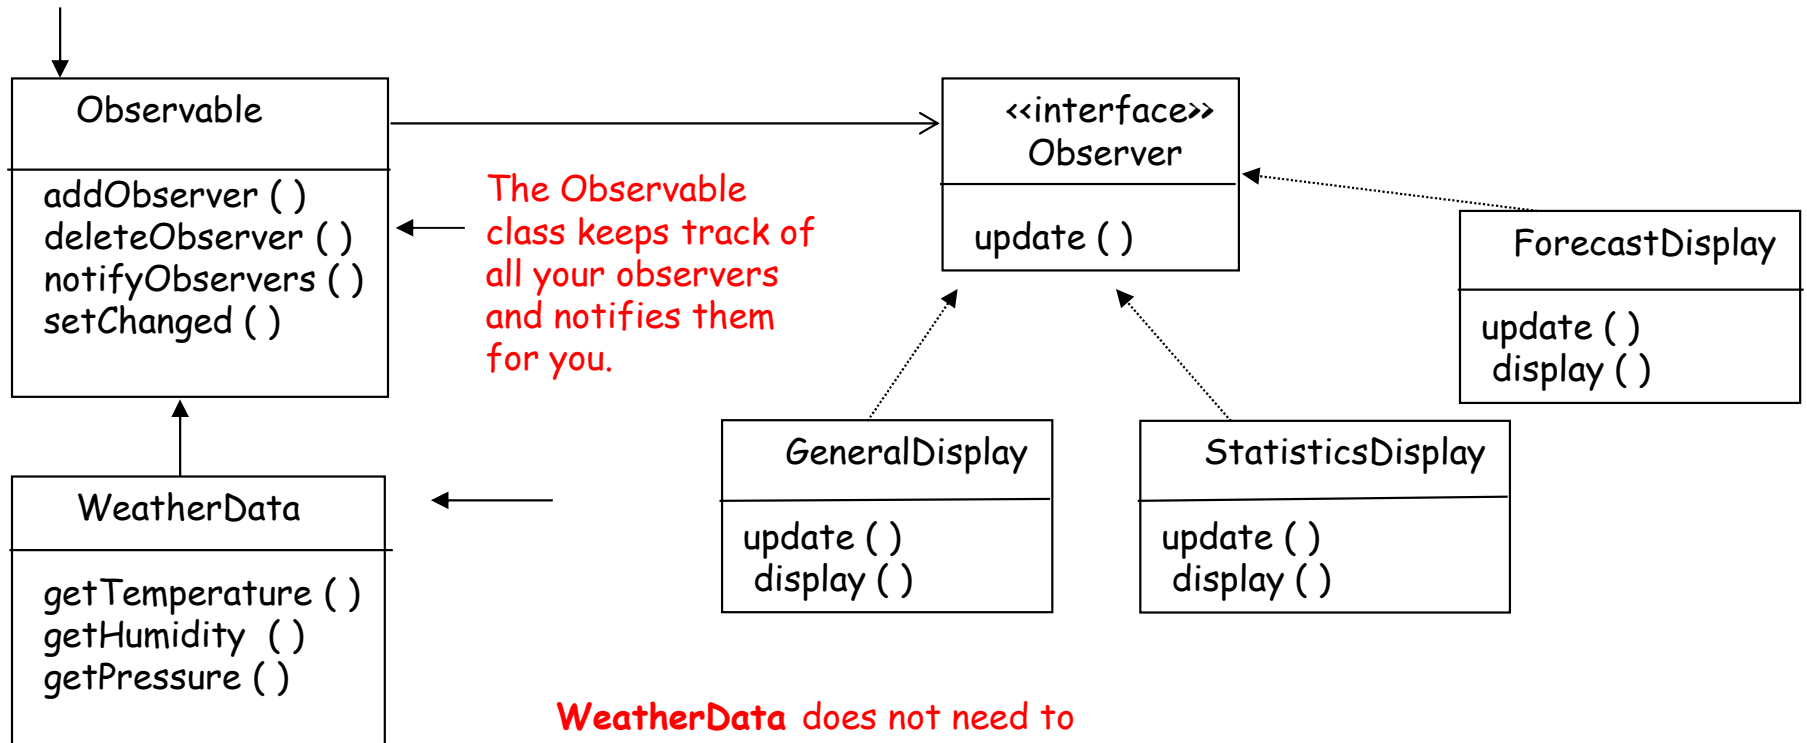 Observable
addObserver ( )
deleteObserver ( )
notifyObservers ( )
setChanged ( )
The Observable
class keeps track of
all your observers
and notifies them
for you.
<<interface>>
Observer
update ( )
ForecastDisplay
update ( )
display ( )
GeneralDisplay
update ( )
display ( )
StatisticsDisplay
update ( )
display ( )
WeatherData
getTemperature ( )
getHumidity ( )
getPressure ( )
WeatherData does not need to